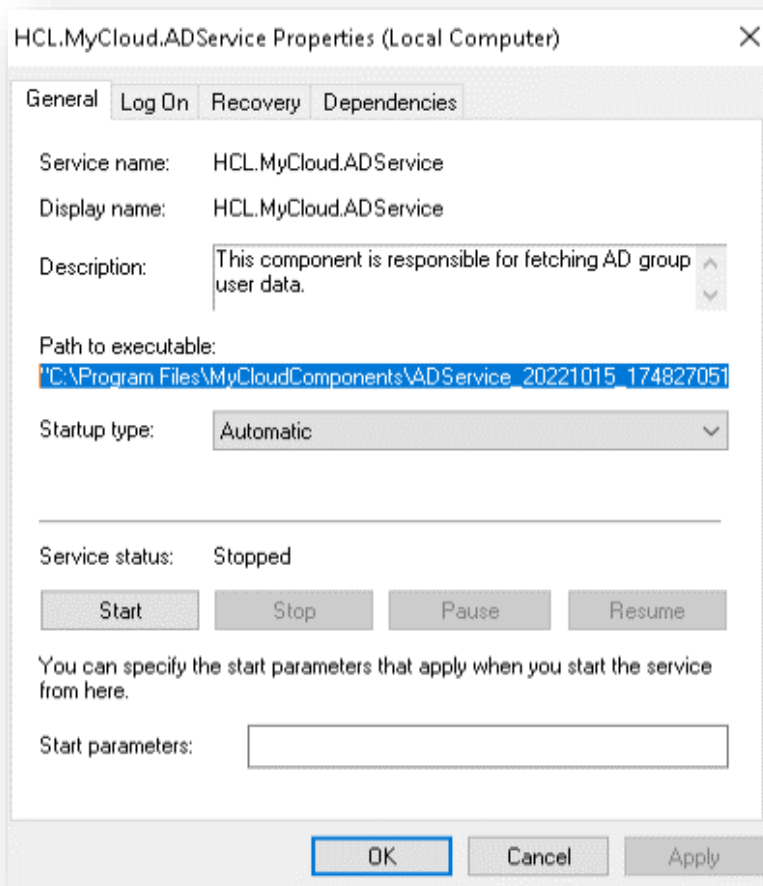 HCL.MyCloud.ADService Properties (Local Computer)
General Log On Recovery Dependencies
Service name: HCL.MyCloud.ADService
Display name: HCL.MyCloud.ADService
Description: This component is responsible for fetching AD group
user data.
Path to executable:
"C:\Program Files\MyCloudComponents\ADService_20221015_174827051
Startup type: Automatic
Service status: Stopped
Start Stop Pause Resume
You can specify the start parameters that apply when you start the service
from here.
Start parameters:
OK Cancel Apply